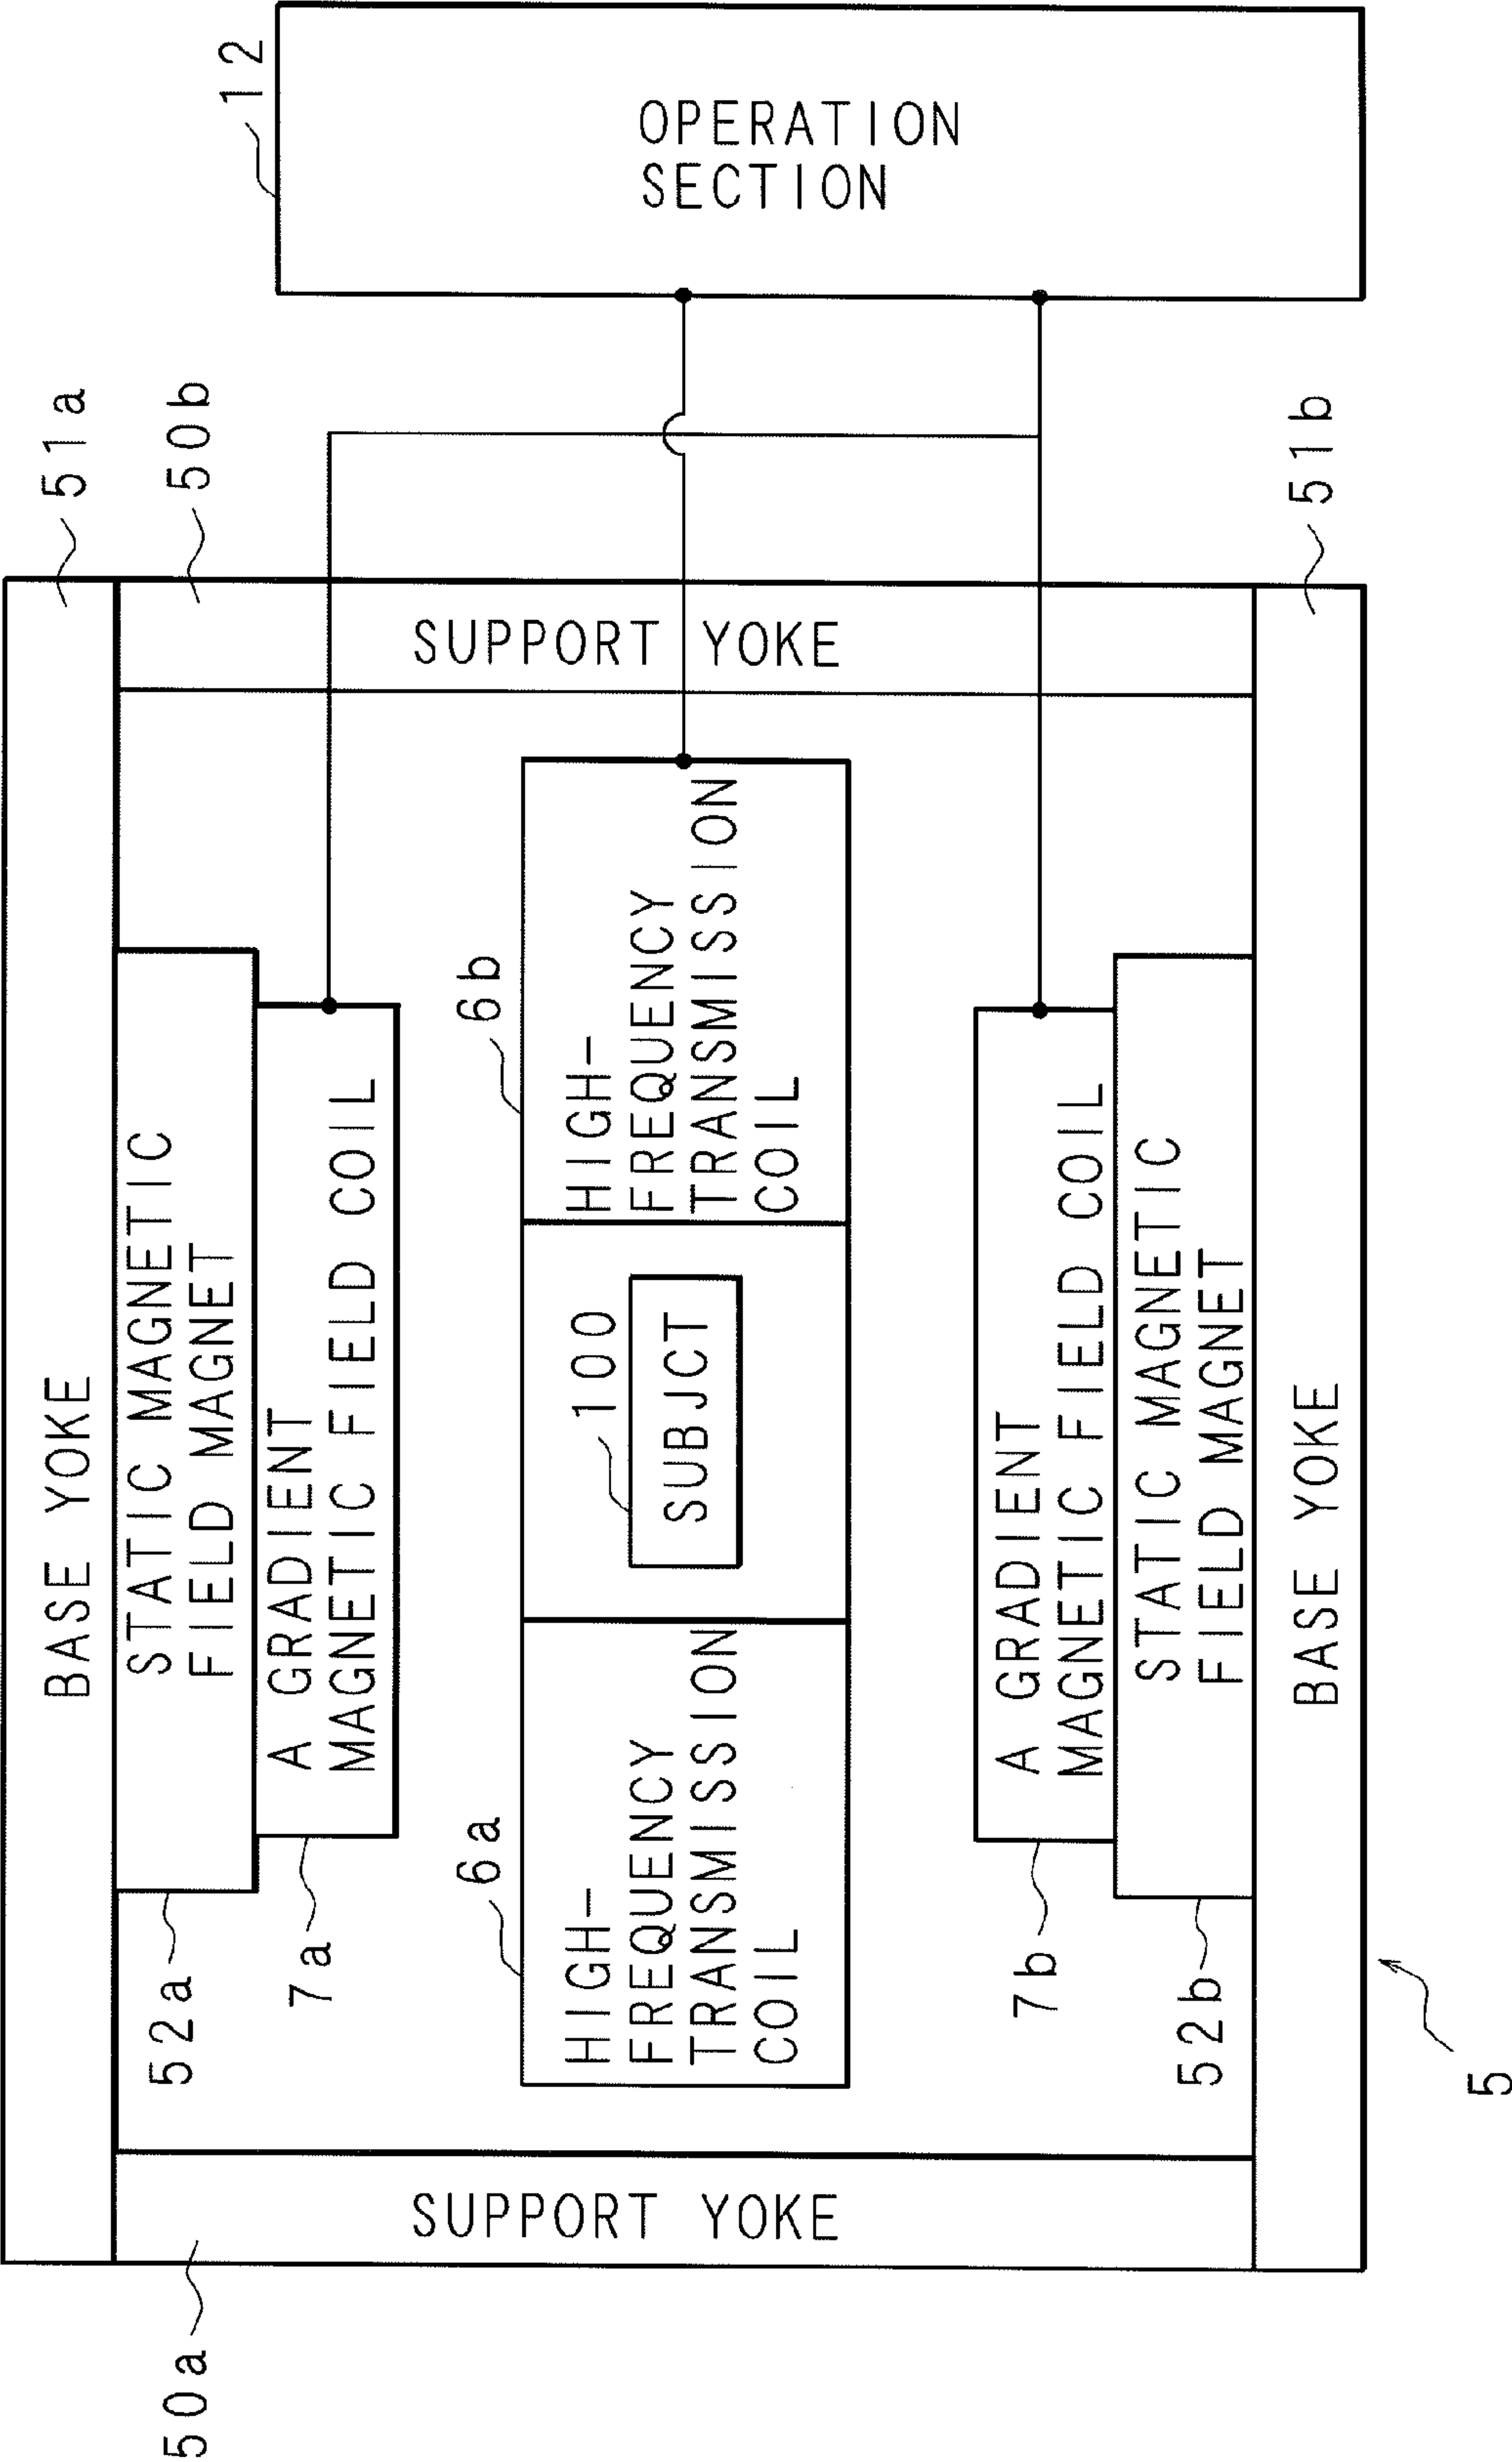 51a
50b
12
BASE YOKE
STATIC MAGNETIC
FIELD MAGNET
A GRADIENT
MAGNETIC FIELD COIL
52a
7a
50a
SUPPORT YOKE
SUPPORT YOKE
OPERATION
SECTION
6a
HIGH-
FREQUENCY
TRANSMISSION
COIL
100
SUBJCT
6b
HIGH-
FREQUENCY
TRANSMISSION
COIL
7b
A GRADIENT
MAGNETIC FIELD COIL
52b
STATIC MAGNETIC
FIELD MAGNET
BASE YOKE
51b
5